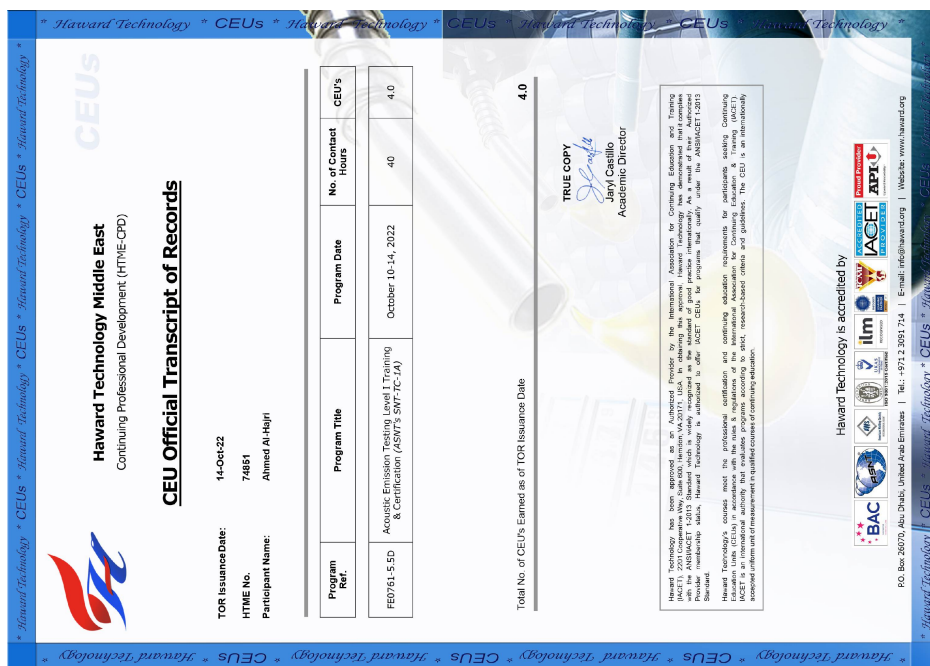 * Haward Technology * CEUs * Haward Technology * CEUs * Haward Technology * CEUs * Haward Technology *
CEUs
Haward Technology Middle East
Continuing Professional Development (HTME-CPD)
CEU Official Transcript of Records
TOR IssuanceDate: 14-Oct-22
HTME No. 74851
Participant Name: Ahmed Al-Hajri
Program Ref. Program Title Program Date No. of Contact Hours CEU's
FE0761-5.5D Acoustic Emission Testing Level II Training & Certification (ASNT's SNT-TC-1A) October 10-14, 2022 40 4.0
Total No. of CEU's Earned as of TOR Issuance Date 4.0
TRUE COPY
Jaryl Castillo
Academic Director
Haward Technology has been approved as an Authorized Provider by the International Association for Continuing Education and Training
(IACET), 2201 Cooperative Way, Suite 600, Herndon, VA 20171, USA. In obtaining this approval, Haward Technology has demonstrated that it complies
with the ANSI/IACET 1-2013 Standard which is widely recognized as the standard of good practice internationally. As a result of their Authorized
Provider membership status, Haward Technology is authorized to offer IACET CEUs for programs that qualify under the ANSI/IACET 1-2013
Standard.
Haward Technology's courses meet the professional certification and continuing education requirements for participants seeking Continuing
Education Units (CEUs) in accordance with the rules & regulations of the International Association for Continuing Education & Training (IACET).
IACET is an international authority that evaluates programs according to strict, research-based criteria and guidelines. The CEU is an internationally
accepted uniform unit of measurement in qualified courses of continuing education.
Haward Technology is accredited by
BAC
ilm
ACCREDITED
IACET
PROVIDER
Proud Provider
API
P.O. Box 26070, Abu Dhabi, United Arab Emirates | Tel.: +971 2 3091 714 | E-mail: info@haward.org | Website: www.haward.org